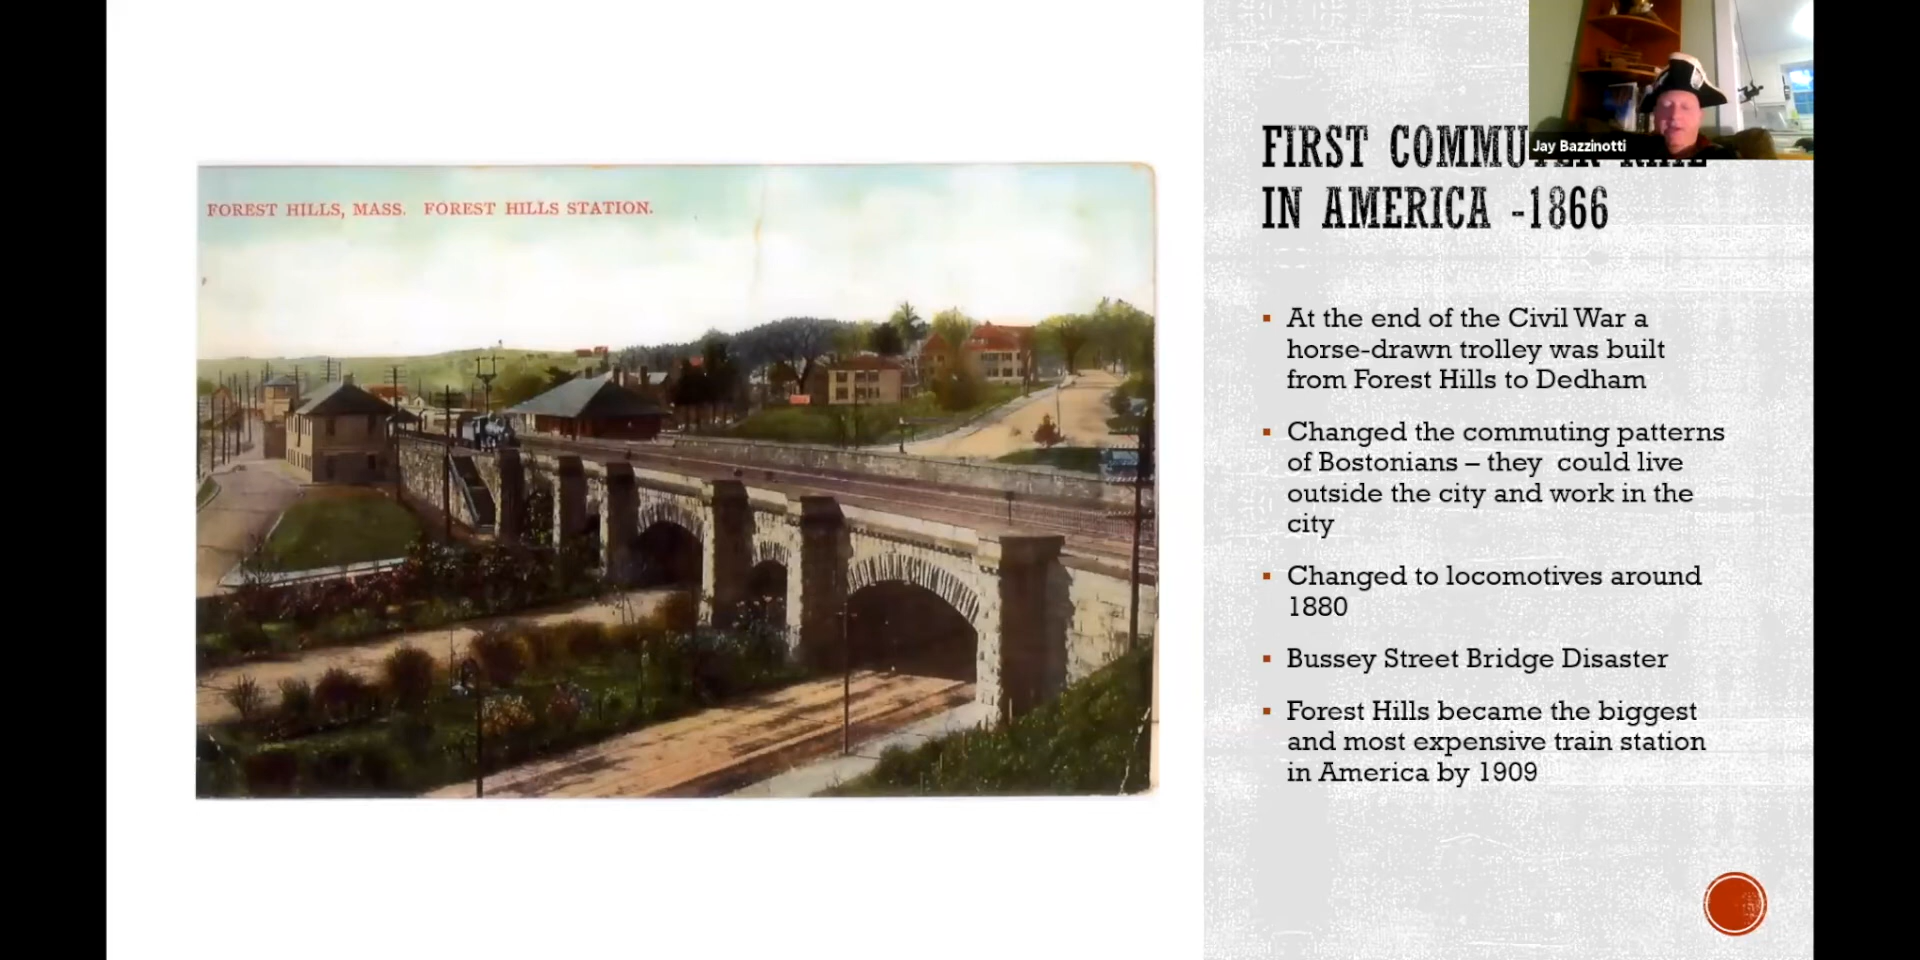 FOREST HILLS, MASS. FOREST HILLS STATION.
Jay Bazzinotti
FIRST
IN AMERICA -1866
▪ At the end of the Civil War a
horse-drawn trolley was built
from Forest Hills to Dedham
▪ Changed the commuting patterns
of Bostonians – they could live
outside the city and work in the
city
▪ Changed to locomotives around
1880
▪ Bussey Street Bridge Disaster
▪ Forest Hills became the biggest
and most expensive train station
in America by 1909